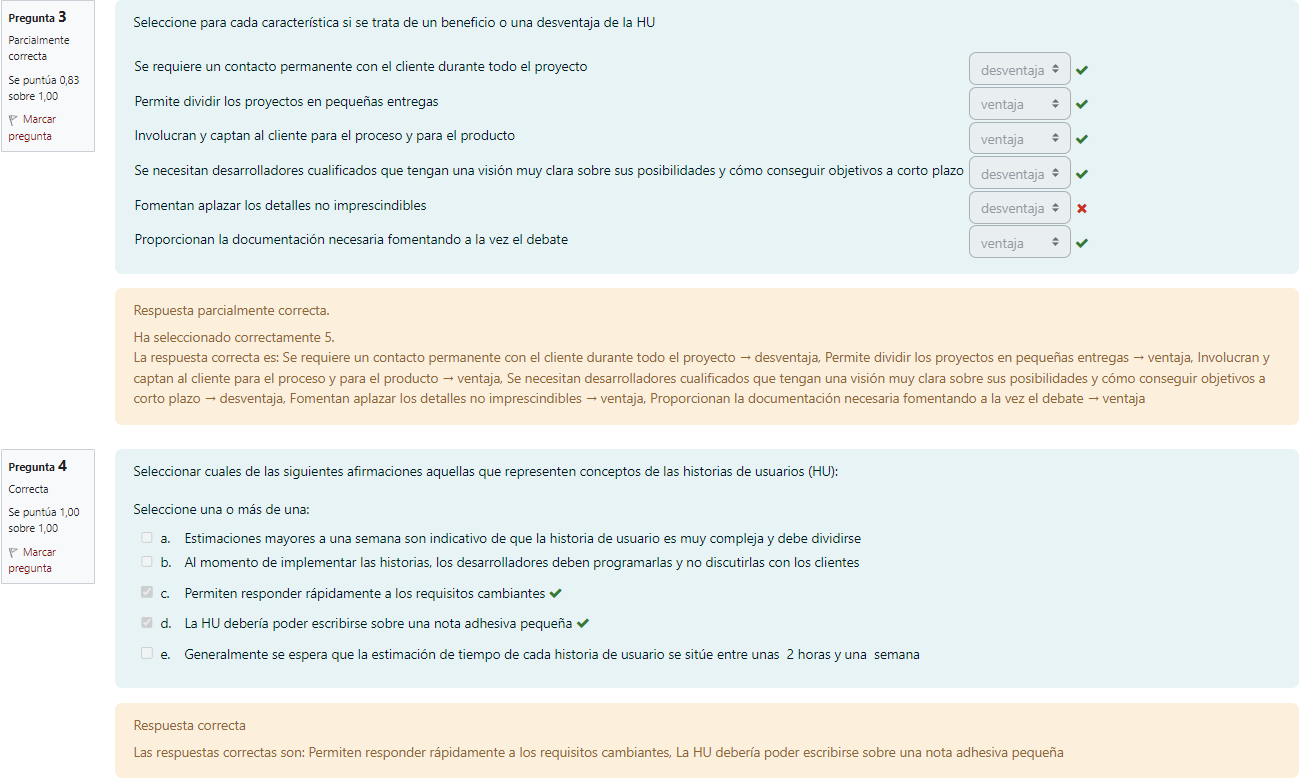 Pregunta 3
Parcialmente
correcta
Se puntúa 0,83
sobre 1,00
Marcar
pregunta
Seleccione para cada característica si se trata de un beneficio o una desventaja de la HU
Se requiere un contacto permanente con el cliente durante todo el proyecto desventaja
Permite dividir los proyectos en pequeñas entregas ventaja
Involucran y captan al cliente para el proceso y para el producto ventaja
Se necesitan desarrolladores cualificados que tengan una visión muy clara sobre sus posibilidades y cómo conseguir objetivos a corto plazo desventaja
Fomentan aplazar los detalles no imprescindibles desventaja
Proporcionan la documentación necesaria fomentando a la vez el debate ventaja
Respuesta parcialmente correcta.
Ha seleccionado correctamente 5.
La respuesta correcta es: Se requiere un contacto permanente con el cliente durante todo el proyecto → desventaja, Permite dividir los proyectos en pequeñas entregas → ventaja, Involucran y
captan al cliente para el proceso y para el producto → ventaja, Se necesitan desarrolladores cualificados que tengan una visión muy clara sobre sus posibilidades y cómo conseguir objetivos a
corto plazo → desventaja, Fomentan aplazar los detalles no imprescindibles → ventaja, Proporcionan la documentación necesaria fomentando a la vez el debate → ventaja
Pregunta 4
Correcta
Se puntúa 1,00
sobre 1,00
Marcar
pregunta
Seleccionar cuales de las siguientes afirmaciones aquellas que representen conceptos de las historias de usuarios (HU):
Seleccione una o más de una:
a. Estimaciones mayores a una semana son indicativo de que la historia de usuario es muy compleja y debe dividirse
b. Al momento de implementar las historias, los desarrolladores deben programarlas y no discutirlas con los clientes
c. Permiten responder rápidamente a los requisitos cambiantes
d. La HU debería poder escribirse sobre una nota adhesiva pequeña
e. Generalmente se espera que la estimación de tiempo de cada historia de usuario se sitúe entre unas 2 horas y una semana
Respuesta correcta
Las respuestas correctas son: Permiten responder rápidamente a los requisitos cambiantes, La HU debería poder escribirse sobre una nota adhesiva pequeña